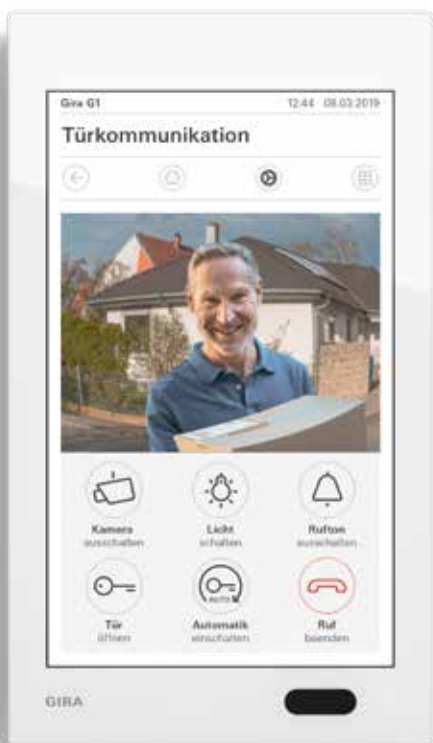 Gira G1 12:44 08.03.2019
Türkommunikation
Kamera Licht Rufton
ausschalten schalten ausschalten
Tür AUTO Automatik Ruf
öffnen einschalten beenden
GIRA